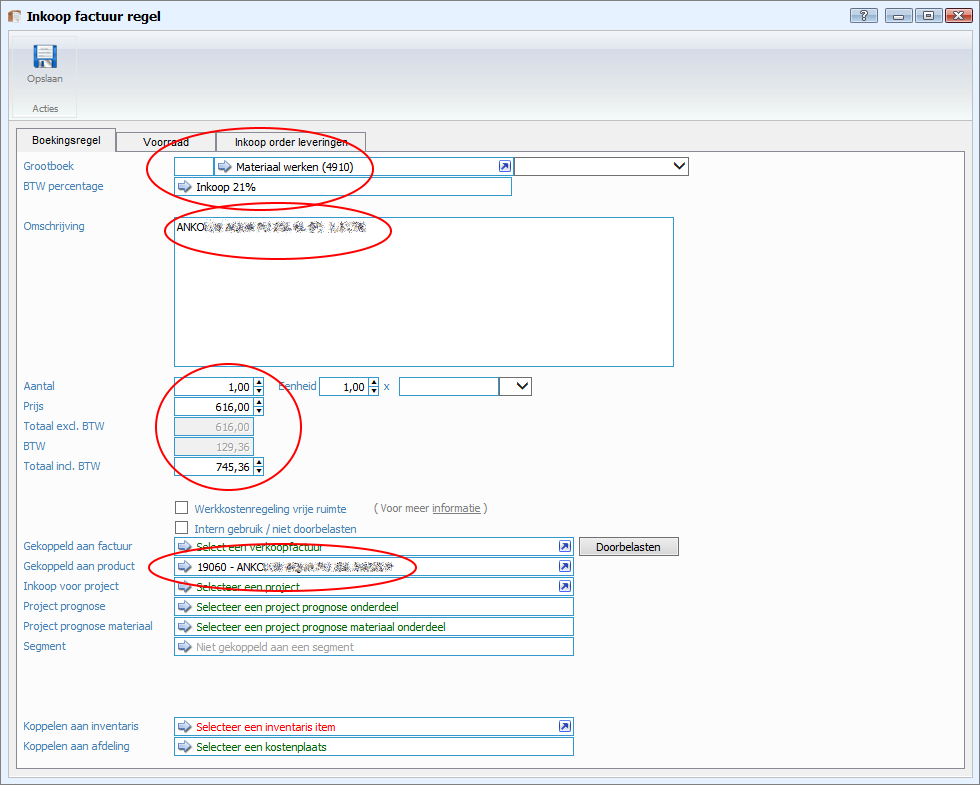 Inkoop factuur regel
?
Opslaan
Acties
Boekingsregel Voorraad Inkoop order leveringen
Grootboek Materiaal werken (4910)
BTW percentage Inkoop 21%
Omschrijving ANKO
Aantal 1,00 Eenheid 1,00 x
Prijs 616,00
Totaal excl. BTW 616,00
BTW 129,36
Totaal incl. BTW 745,36
Werkkostenregeling vrije ruimte ( Voor meer informatie )
Intern gebruik / niet doorbelasten
Gekoppeld aan factuur Select een verkoopfactuur Doorbelasten
Gekoppeld aan product 19060 - ANKO
Inkoop voor project Selecteer een project
Project prognose Selecteer een project prognose onderdeel
Project prognose materiaal Selecteer een project prognose materiaal onderdeel
Segment Niet gekoppeld aan een segment
Koppelen aan inventaris Selecteer een inventaris item
Koppelen aan afdeling Selecteer een kostenplaats